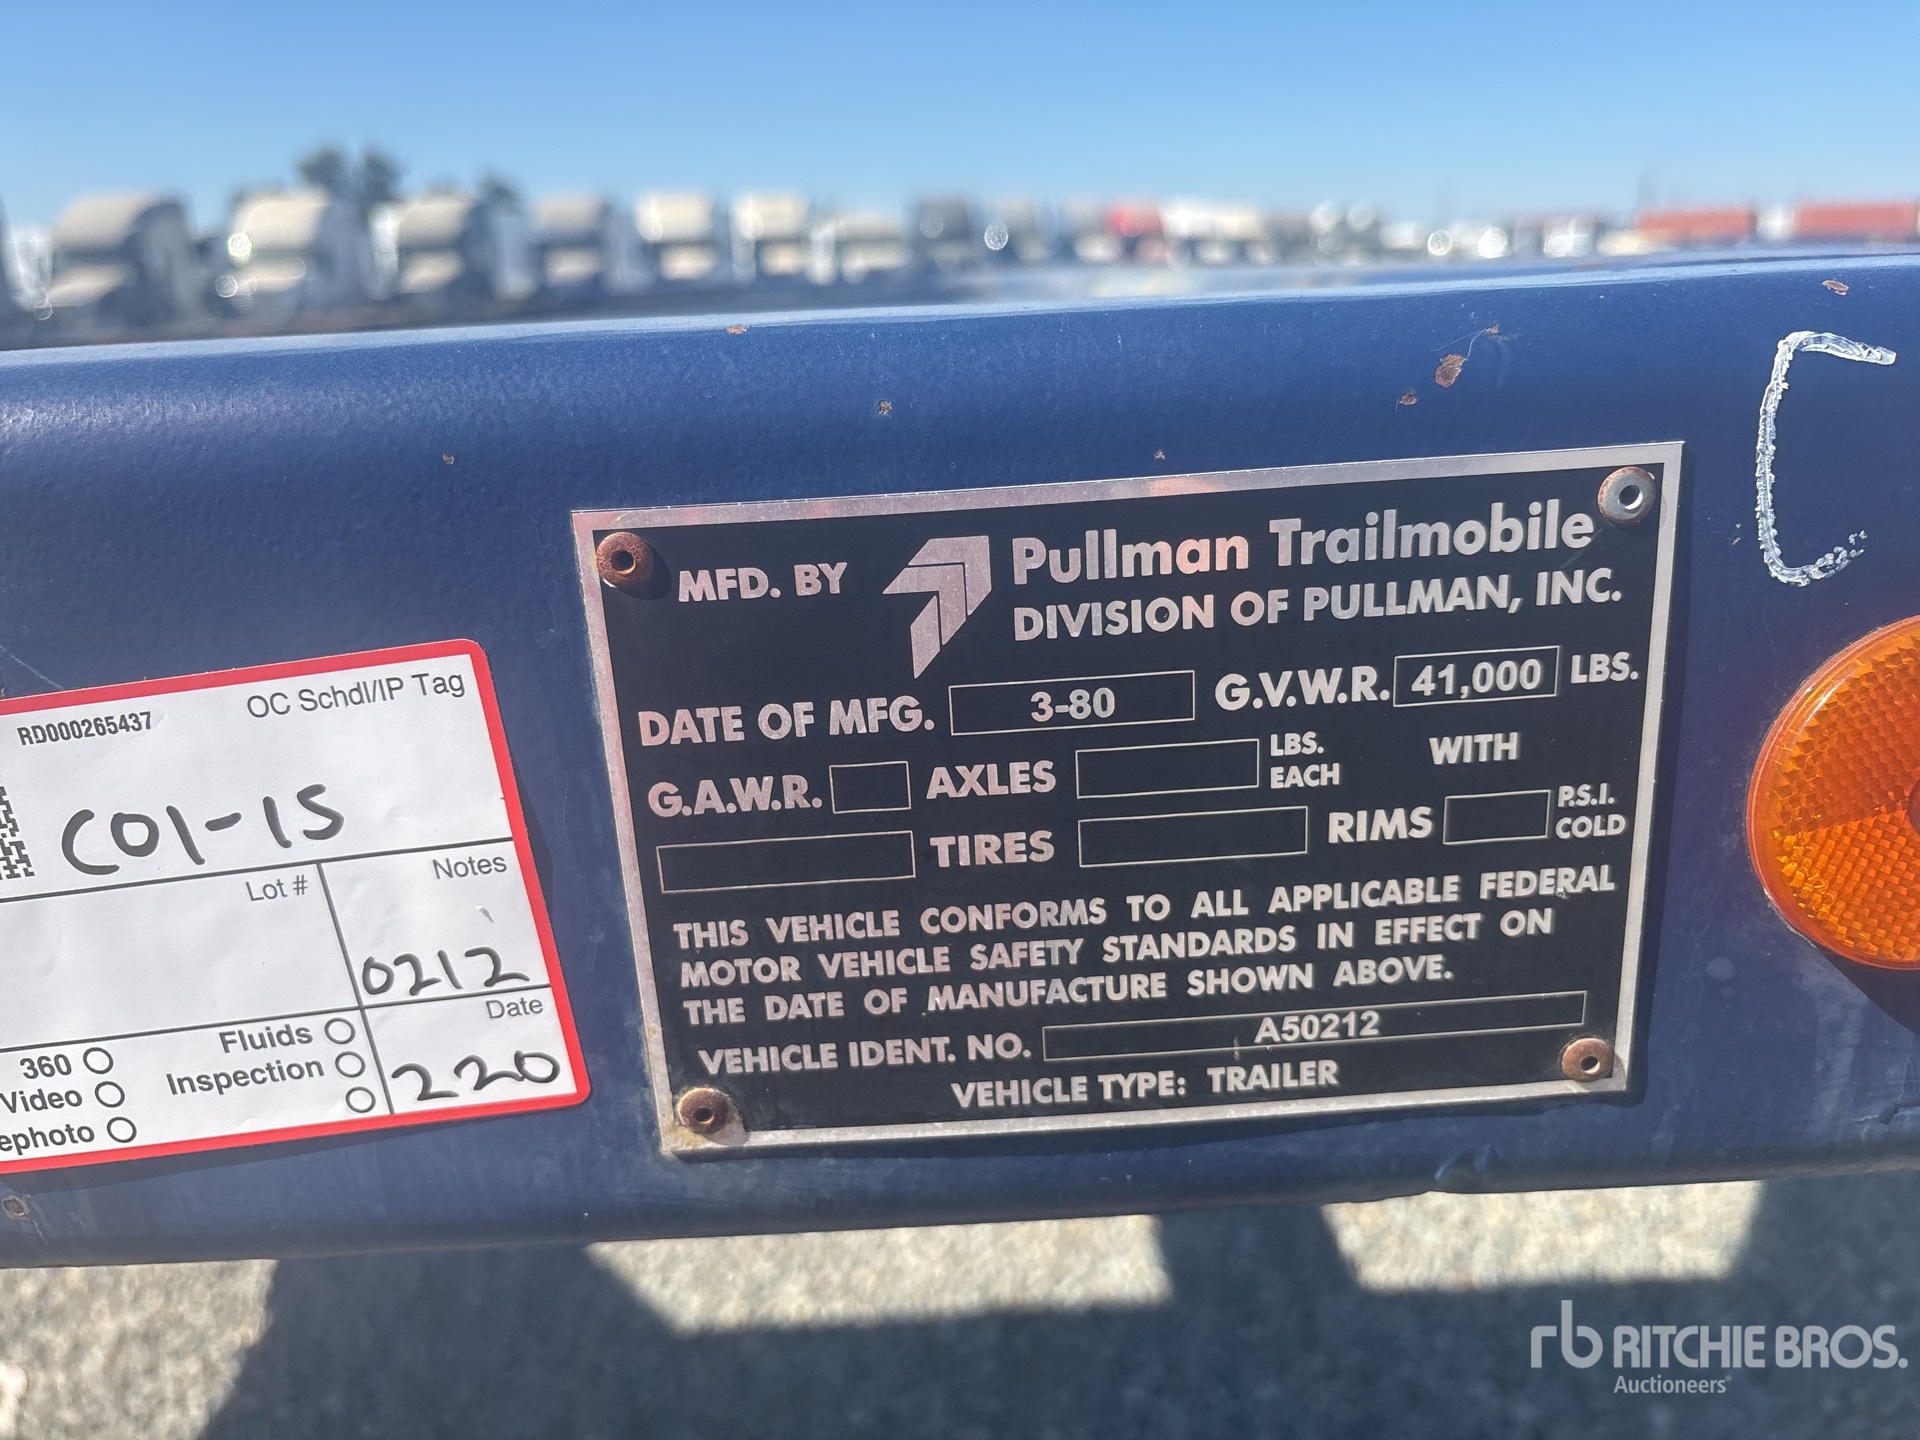 MFD. BY Pullman Trailmobile
DIVISION OF PULLMAN, INC.
DATE OF MFG. 3-80 G.V.W.R. 41,000 LBS.
G.A.W.R. AXLES LBS. EACH WITH
TIRES RIMS P.S.I. COLD
THIS VEHICLE CONFORMS TO ALL APPLICABLE FEDERAL
MOTOR VEHICLE SAFETY STANDARDS IN EFFECT ON
THE DATE OF MANUFACTURE SHOWN ABOVE.
VEHICLE IDENT. NO. A50212
VEHICLE TYPE: TRAILER
OC Schdl/IP Tag
RD000265437
C01-15
Lot #
Notes
0212
Date
220
360
Video
Fluids
Inspection
C
rb RITCHIE BROS.
Auctioneers